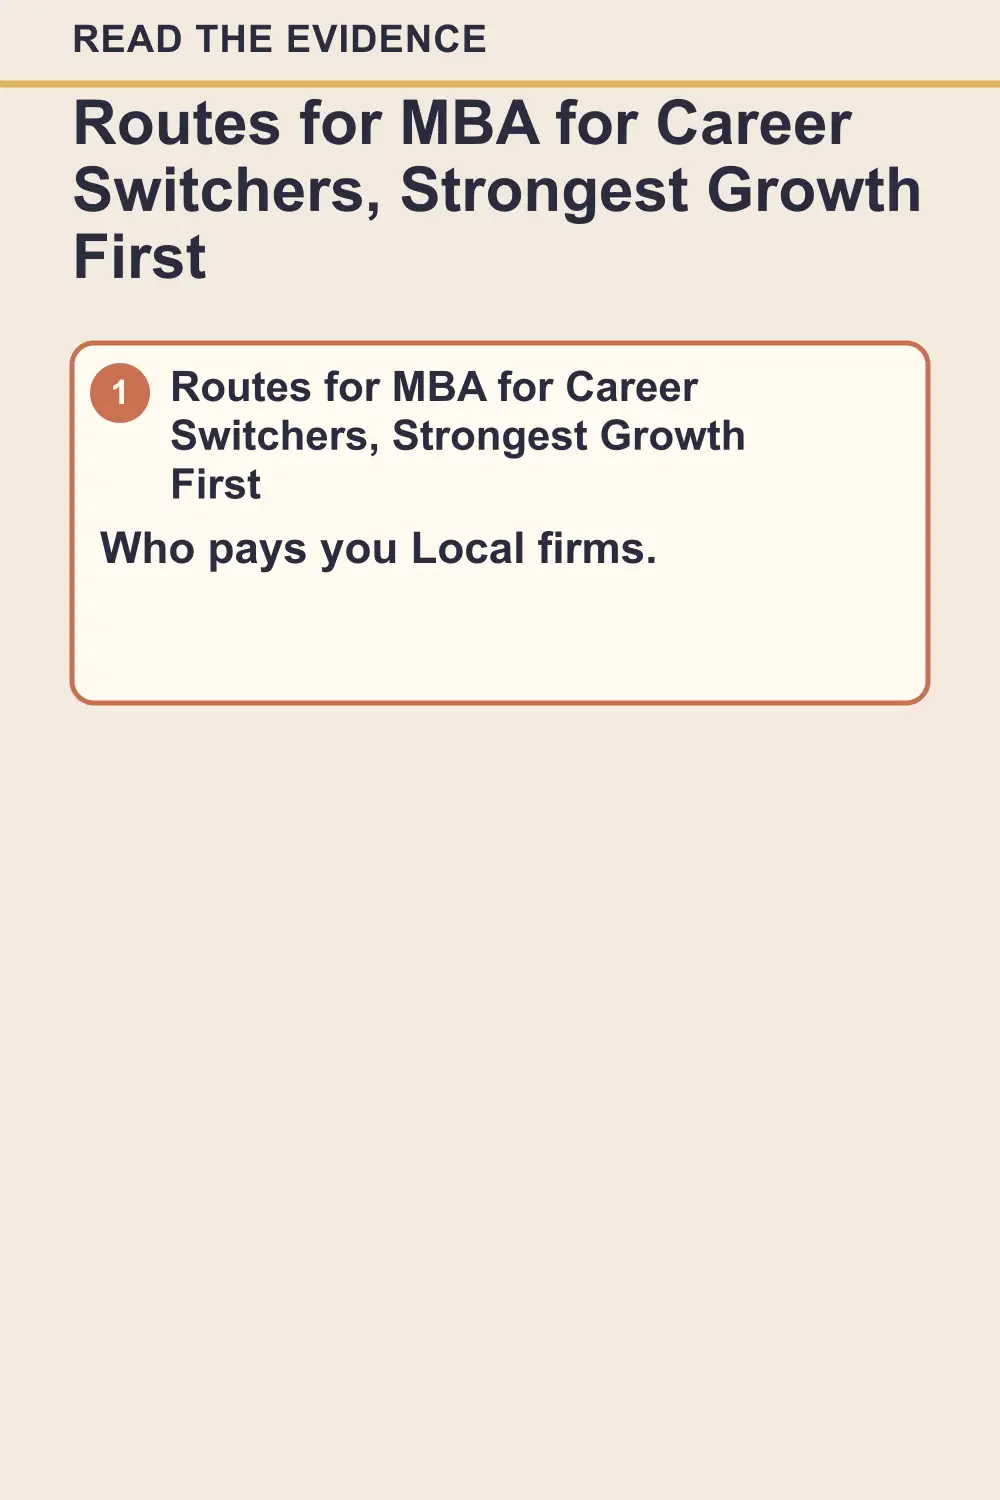 READ THE EVIDENCE
Routes for MBA for Career
Switchers, Strongest Growth
First
1
Routes for MBA for Career
Switchers, Strongest Growth
First
Who pays you Local firms.